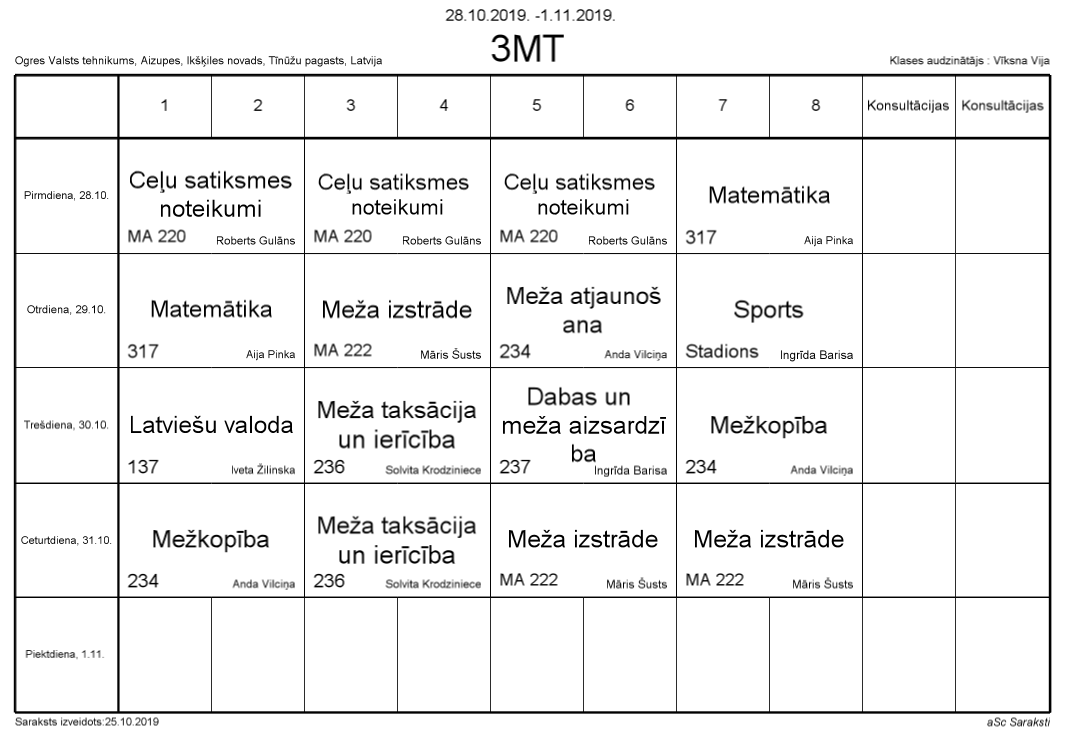 28.10.2019. -1.11.2019.
3MT
Ogres Valsts tehnikums, Aizupes, Ikšķiles novads, Tīnūžu pagasts, Latvija
Klases audzinātājs : Vīksna Vija
1 2 3 4 5 6 7 8 Konsultācijas Konsultācijas
Pirmdiena, 28.10.
Ceļu satiksmes
noteikumi
MA 220 Roberts Gulāns
Ceļu satiksmes
noteikumi
MA 220 Roberts Gulāns
Ceļu satiksmes
noteikumi
MA 220 Roberts Gulāns
Matemātika
317 Aija Pinka
Otrdiena, 29.10.
Matemātika
317 Aija Pinka
Meža izstrāde
MA 222 Māris Šusts
Meža atjaunoš
ana
234 Anda Vilciņa
Sports
Stadions Ingrīda Barisa
Trešdiena, 30.10.
Latviešu valoda
137 Iveta Žilinska
Meža taksācija
un ierīcība
236 Solvita Krodziniece
Dabas un
meža aizsardzī
ba
237 Ingrīda Barisa
Mežkopība
234 Anda Vilciņa
Ceturtdiena, 31.10.
Mežkopība
234 Anda Vilciņa
Meža taksācija
un ierīcība
236 Solvita Krodziniece
Meža izstrāde
MA 222 Māris Šusts
Meža izstrāde
MA 222 Māris Šusts
Piektdiena, 1.11.
Saraksts izveidots:25.10.2019
aSc Saraksti